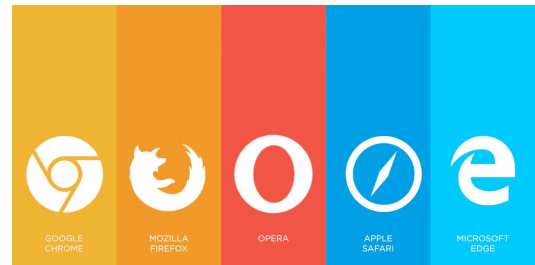 GOOGLE
CHROME
MOZILLA
FIREFOX
OPERA
APPLE
SAFARI
MICROSOFT
EDGE